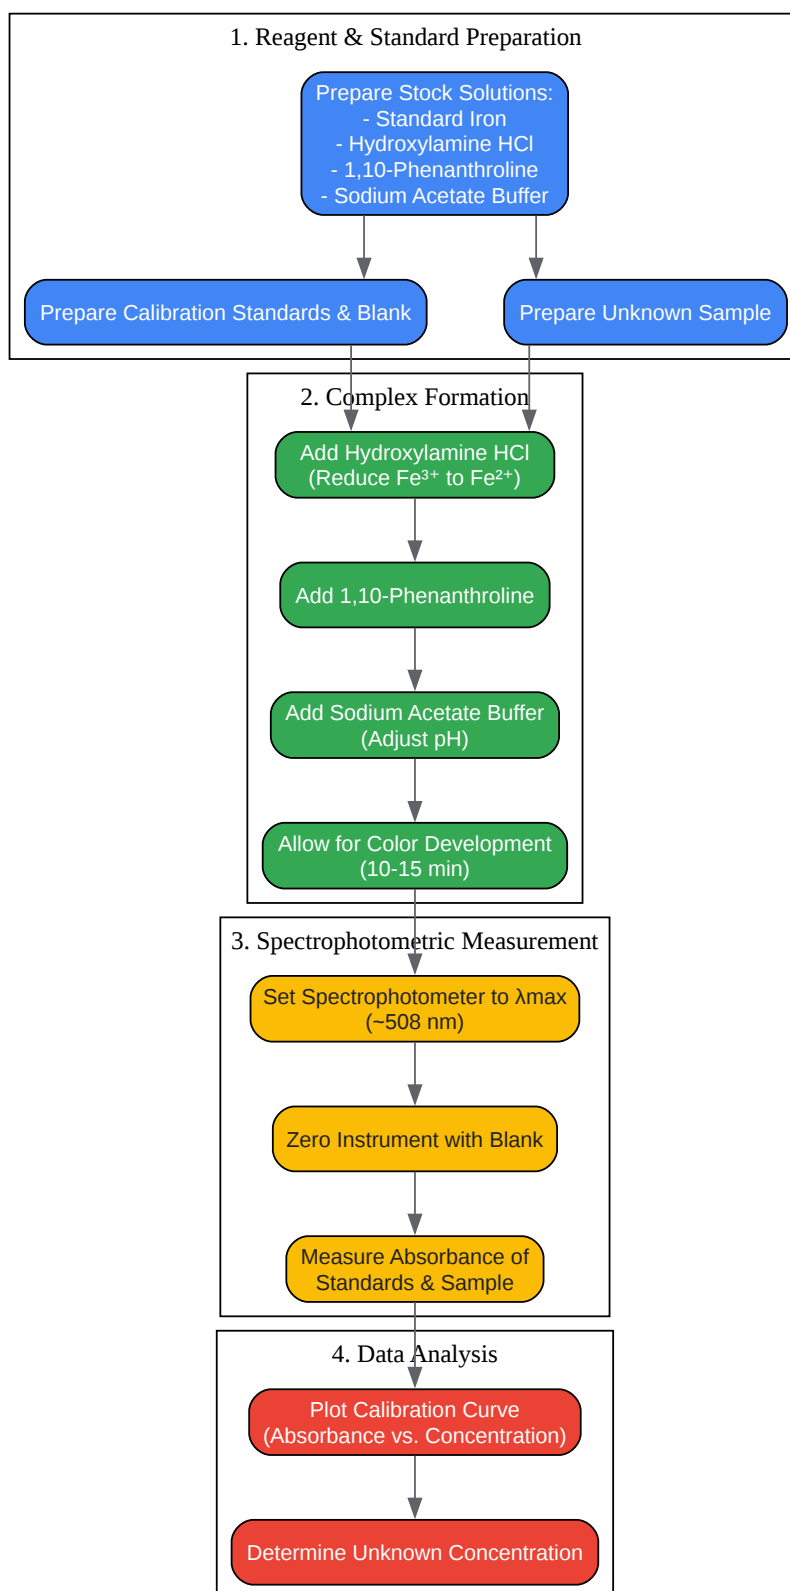 1. Reagent & Standard Preparation
Prepare Stock Solutions:
- Standard Iron
- Hydroxylamine HCl
- 1,10-Phenanthroline
- Sodium Acetate Buffer
Prepare Calibration Standards & Blank
Prepare Unknown Sample
2. Complex Formation
Add Hydroxylamine HCl
(Reduce Fe³⁺ to Fe²⁺)
Add 1,10-Phenanthroline
Add Sodium Acetate Buffer
(Adjust pH)
Allow for Color Development
(10-15 min)
3. Spectrophotometric Measurement
Set Spectrophotometer to λmax
(~508 nm)
Zero Instrument with Blank
Measure Absorbance of
Standards & Sample
4. Data Analysis
Plot Calibration Curve
(Absorbance vs. Concentration)
Determine Unknown Concentration